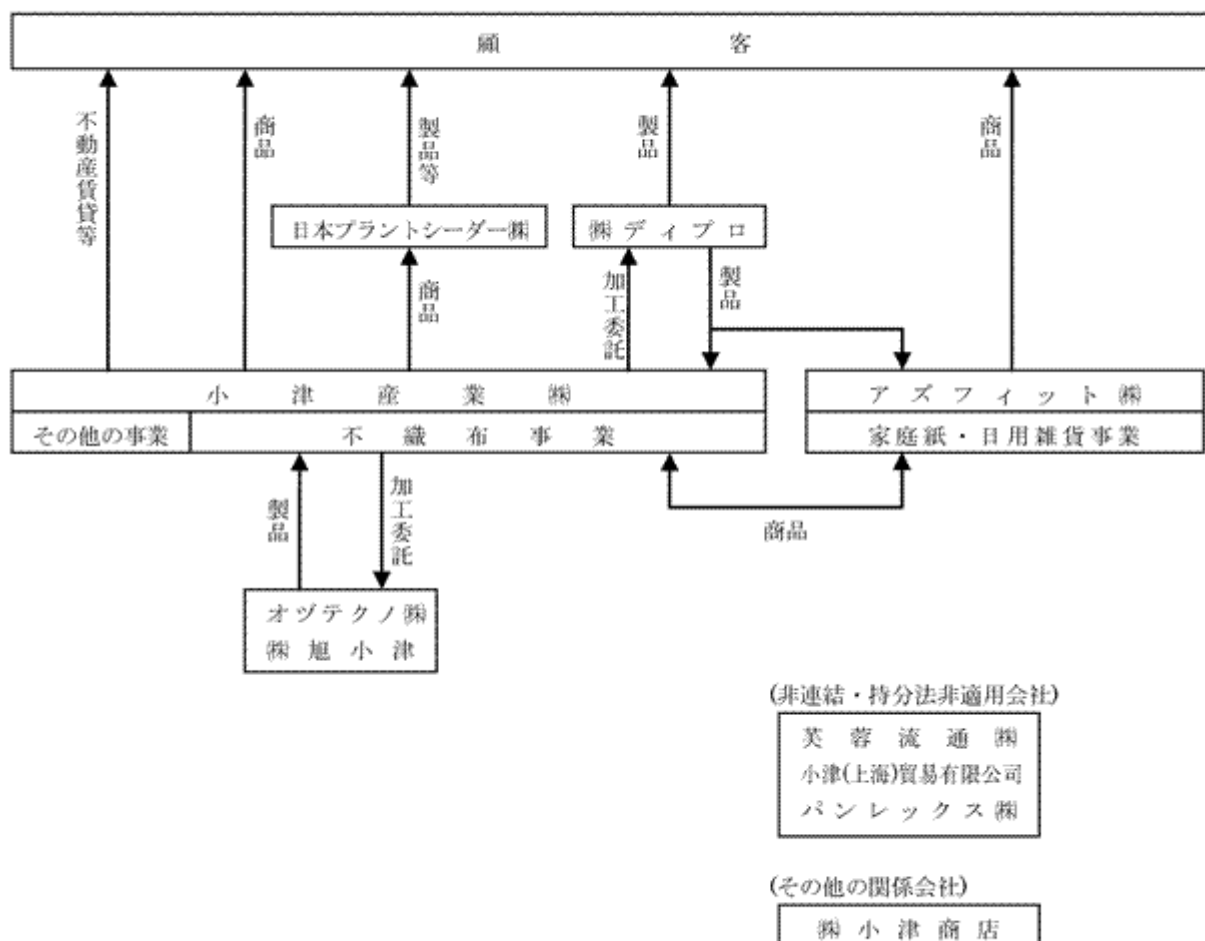 顧客
不動産賃貸等
商品
製品等
製品
商品
日本プラントシーダー㈱
㈱ディプロ
商品
加工委託
製品
小津産業㈱
アズフィット㈱
その他の事業
不織布事業
家庭紙・日用雑貨事業
製品
加工委託
商品
オヅテクノ㈱
㈱旭小津
(非連結・持分法非適用会社)
芙蓉流通㈱
小津(上海)貿易有限公司
パンレックス㈱
(その他の関係会社)
㈱小津商店